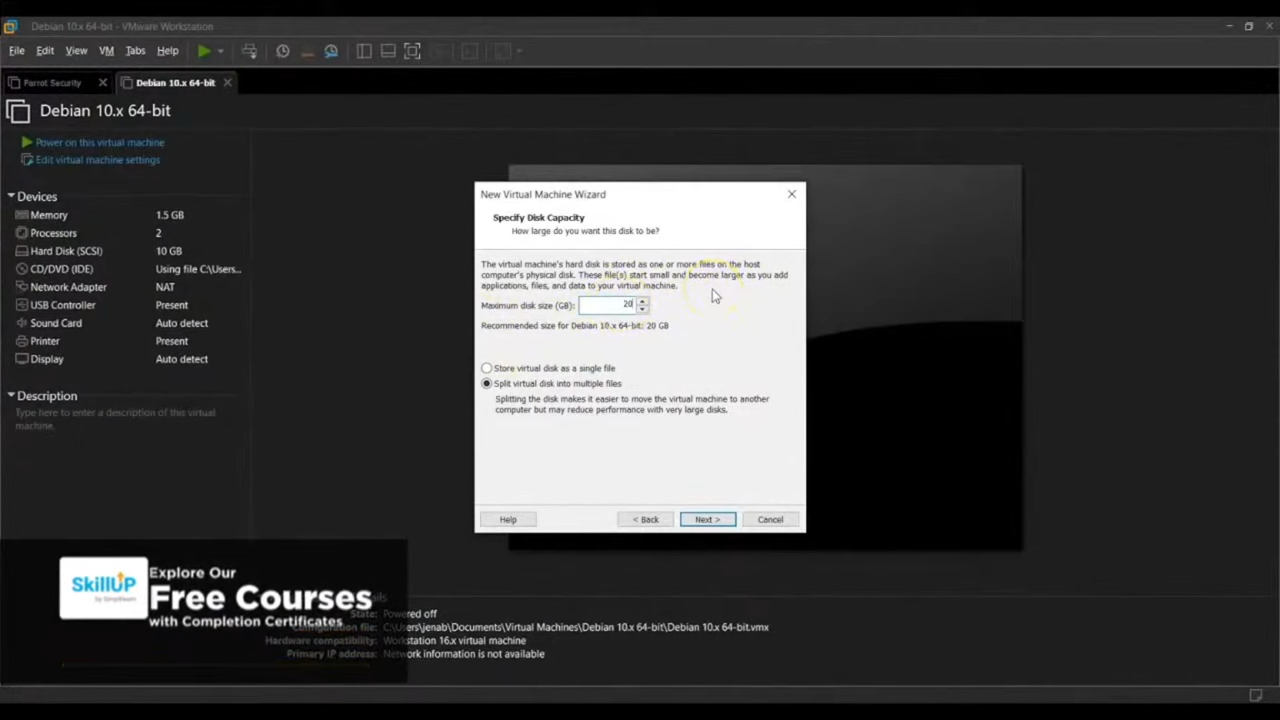 Debian 10.x 64-bit - VMware Workstation
File Edit View VM Tabs Help
Parrot Security Debian 10.x 64-bit
Debian 10.x 64-bit
Power on this virtual machine
Edit virtual machine settings
Devices
Memory 1.5 GB
Processors 2
Hard Disk (SCSI) 10 GB
CD/DVD (IDE) Using file C:\Users...
Network Adapter NAT
USB Controller Present
Sound Card Auto detect
Printer Present
Display Auto detect
Description
Type here to enter a description of this virtual
machine.
New Virtual Machine Wizard
Specify Disk Capacity
How large do you want this disk to be?
The virtual machine's hard disk is stored as one or more files on the host
computer's physical disk. These file(s) start small and become larger as you add
applications, files, and data to your virtual machine.
Maximum disk size (GB): 20
Recommended size for Debian 10.x 64-bit: 20 GB
Store virtual disk as a single file
Split virtual disk into multiple files
Splitting the disk makes it easier to move the virtual machine to another
computer but may reduce performance with very large disks.
Help < Back Next > Cancel
SkillUP
by Simplilearn
Explore Our
Free Courses
with Completion Certificates
State: Powered off
Configuration file: C:\Users\jenab\Documents\Virtual Machines\Debian 10.x 64-bit\Debian 10.x 64-bit.vmx
Hardware compatibility: Workstation 16.x virtual machine
Primary IP address: Network information is not available